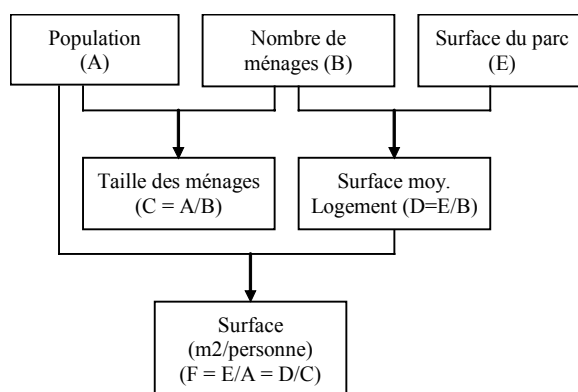 Population
(A)
Nombre de
ménages (B)
Surface du parc
(E)
Taille des ménages
(C = A/B)
Surface moy.
Logement (D=E/B)
Surface
(m2/personne)
(F = E/A = D/C)